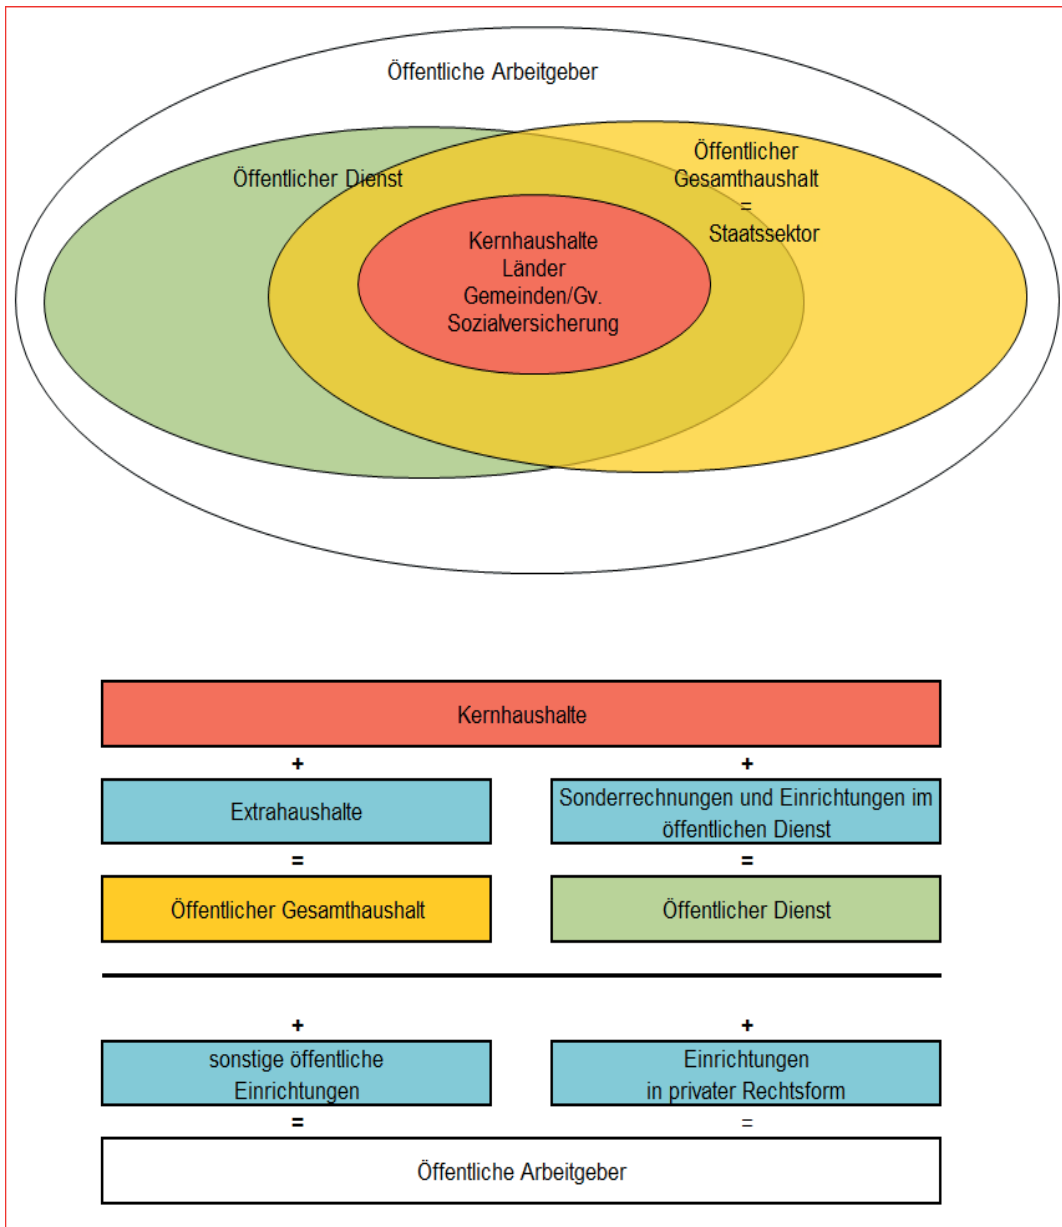 Öffentliche Arbeitgeber
Öffentlicher Dienst
Öffentlicher
Gesamthaushalt
=
Staatssektor
Kernhaushalte
Länder
Gemeinden/Gv.
Sozialversicherung
Kernhaushalte
+ +
Extrahaushalte
Sonderrechnungen und Einrichtungen im
öffentlichen Dienst
= =
Öffentlicher Gesamthaushalt
Öffentlicher Dienst
+ +
sonstige öffentliche
Einrichtungen
Einrichtungen
in privater Rechtsform
= =
Öffentliche Arbeitgeber